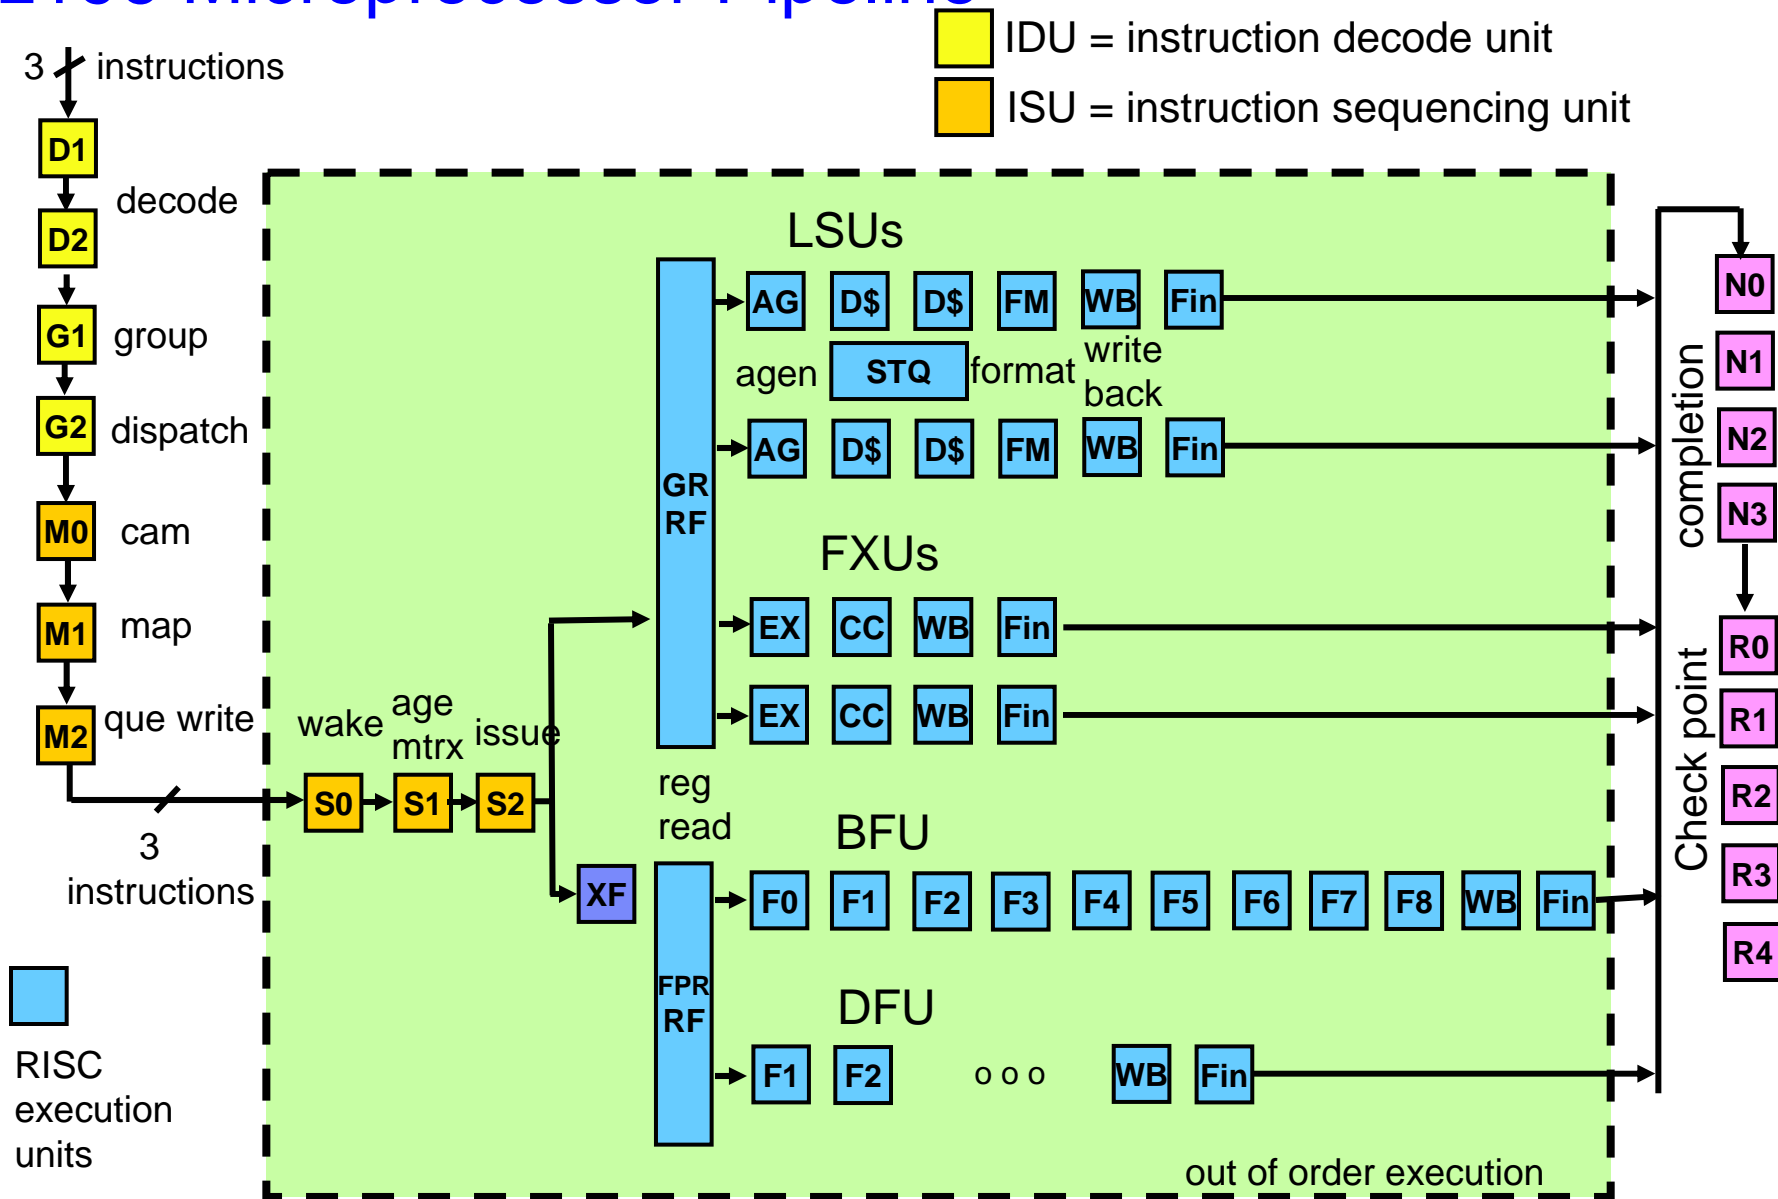 Microprocessor Pipeline
IDU = instruction decode unit
ISU = instruction sequencing unit
3 instructions
D1
decode
D2
G1 group
G2 dispatch
M0 cam
M1 map
M2 que write
3
instructions
wake
age
mtrx
issue
S0 S1 S2
XF
GR
RF
reg
read
FPR
RF
LSUs
AG D$ D$ FM WB Fin
agen STQ format write
back
AG D$ D$ FM WB Fin
FXUs
EX CC WB Fin
EX CC WB Fin
BFU
F0 F1 F2 F3 F4 F5 F6 F7 F8 WB Fin
DFU
F1 F2 o o o WB Fin
out of order execution
completion
N0
N1
N2
N3
Check point
R0
R1
R2
R3
R4
RISC
execution
units